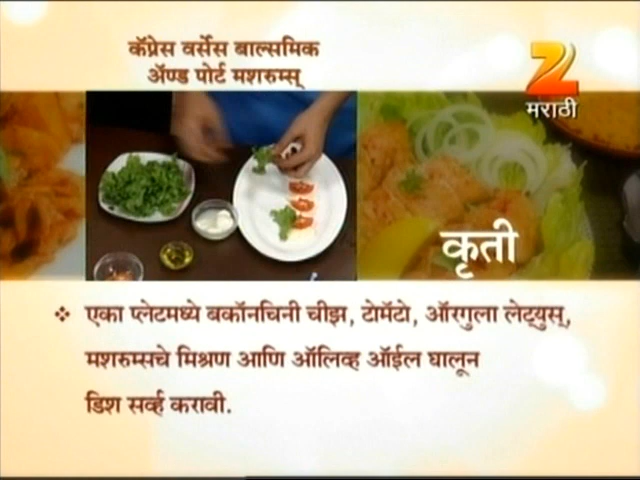 कॅप्रेस वर्सेस बाल्समिक
ॲण्ड पोर्ट मशरुम्स्
मराठी
कृती
❖ एका प्लेटमध्ये बकॉनचिनी चीझ, टोमॅटो, ऑरगुला लेट्युस्,
मशरुम्सचे मिश्रण आणि ऑलिव्ह ऑईल घालून
डिश सर्व्ह करावी.